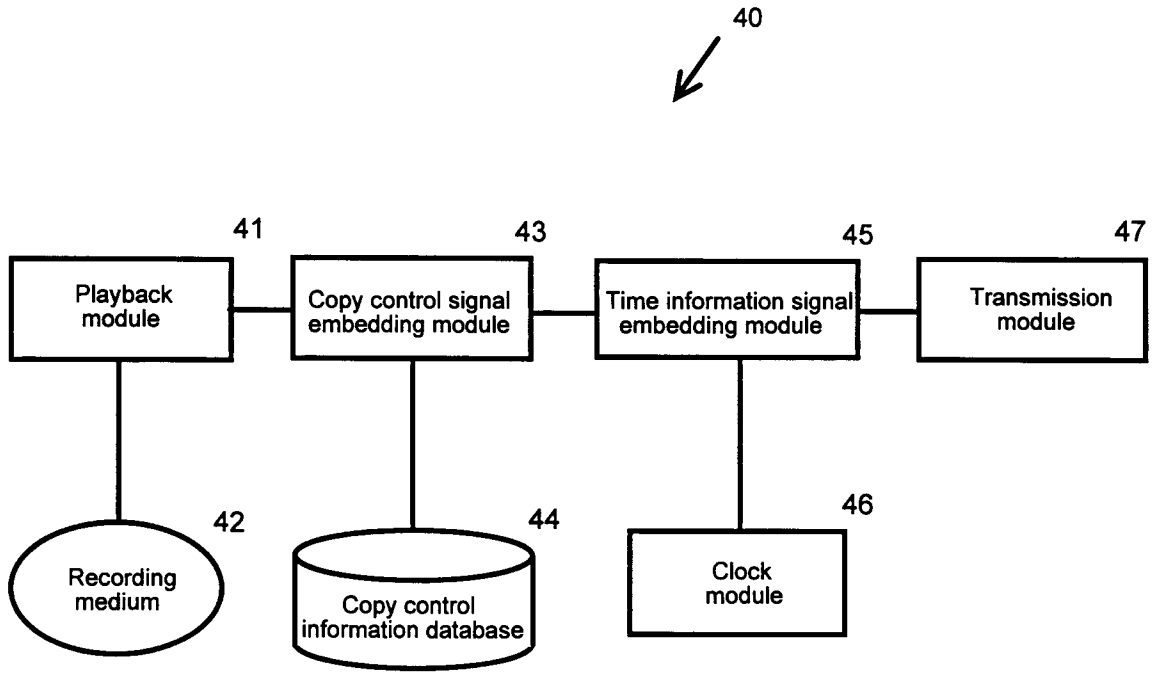 40
41
43
45
47
Playback
module
Copy control signal
embedding module
Time information signal
embedding module
Transmission
module
42
44
46
Recording
medium
Copy control
information database
Clock
module